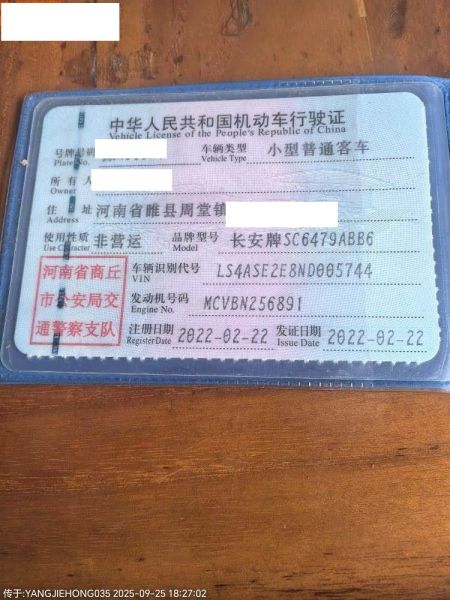 中华人民共和国机动车行驶证
Vehicle License of the People's Republic of China
号牌号码 车辆类型 小型普通客车
Plate No. Vehicle Type
所有人
Owner
住址 河南省睢县周堂镇
使用性质 非营运 品牌型号 长安牌SC6479ABB6
Use Character Model
河南省商丘
市公安局交
通警察支队
车辆识别代号 LS4ASE2E8ND005744
VIN
发动机号码 MCVBN256891
Engine No.
注册日期 2022-02-22 发证日期 2022-02-22
Register Date Issue Date
传于:YANGJIEHONG035 2025-09-25 18:27:02